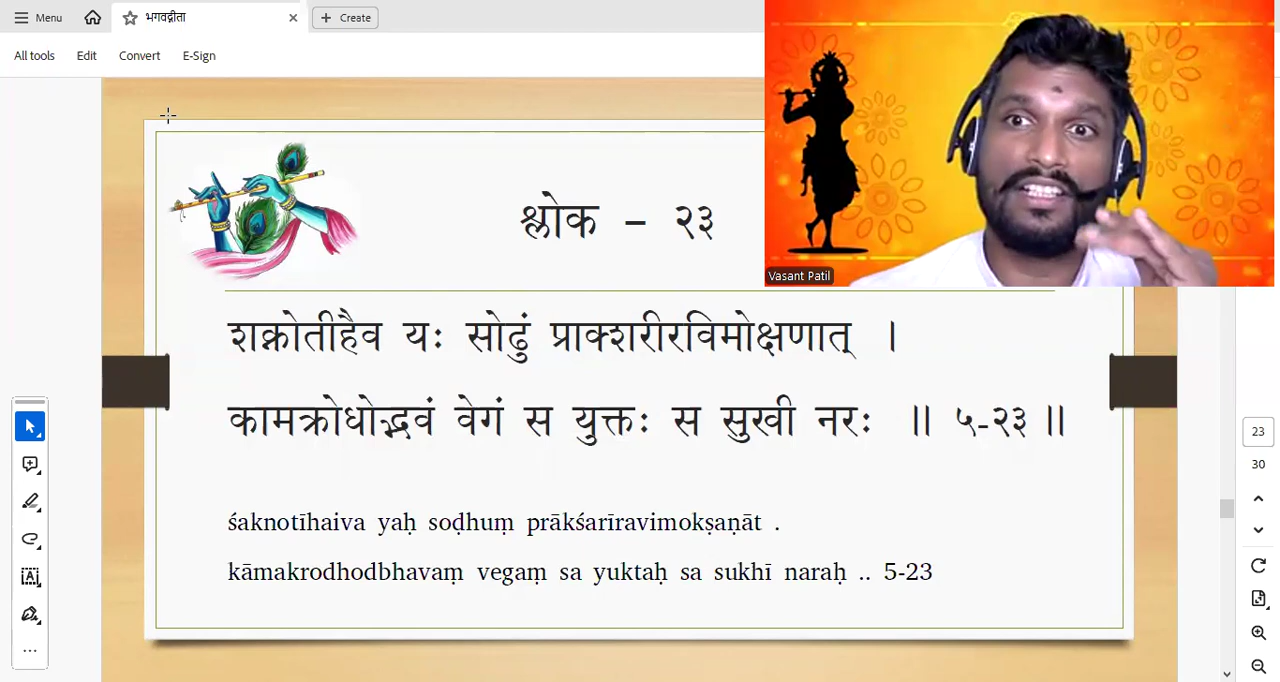 Menu
भगवद्गीता
Create
All tools Edit Convert E-Sign
Vasant Patil
श्लोक – २३
शक्नोतीहैव यः सोढुं प्राक्शरीरविमोक्षणात् ।
कामक्रोधोद्भवं वेगं स युक्तः स सुखी नरः ॥ ५-२३ ॥
śaknotīhaiva yaḥ soḍhuṃ prākśarīravimokṣaṇāt .
kāmakrodhodbhavaṃ vegaṃ sa yuktaḥ sa sukhī naraḥ .. 5-23
23
30